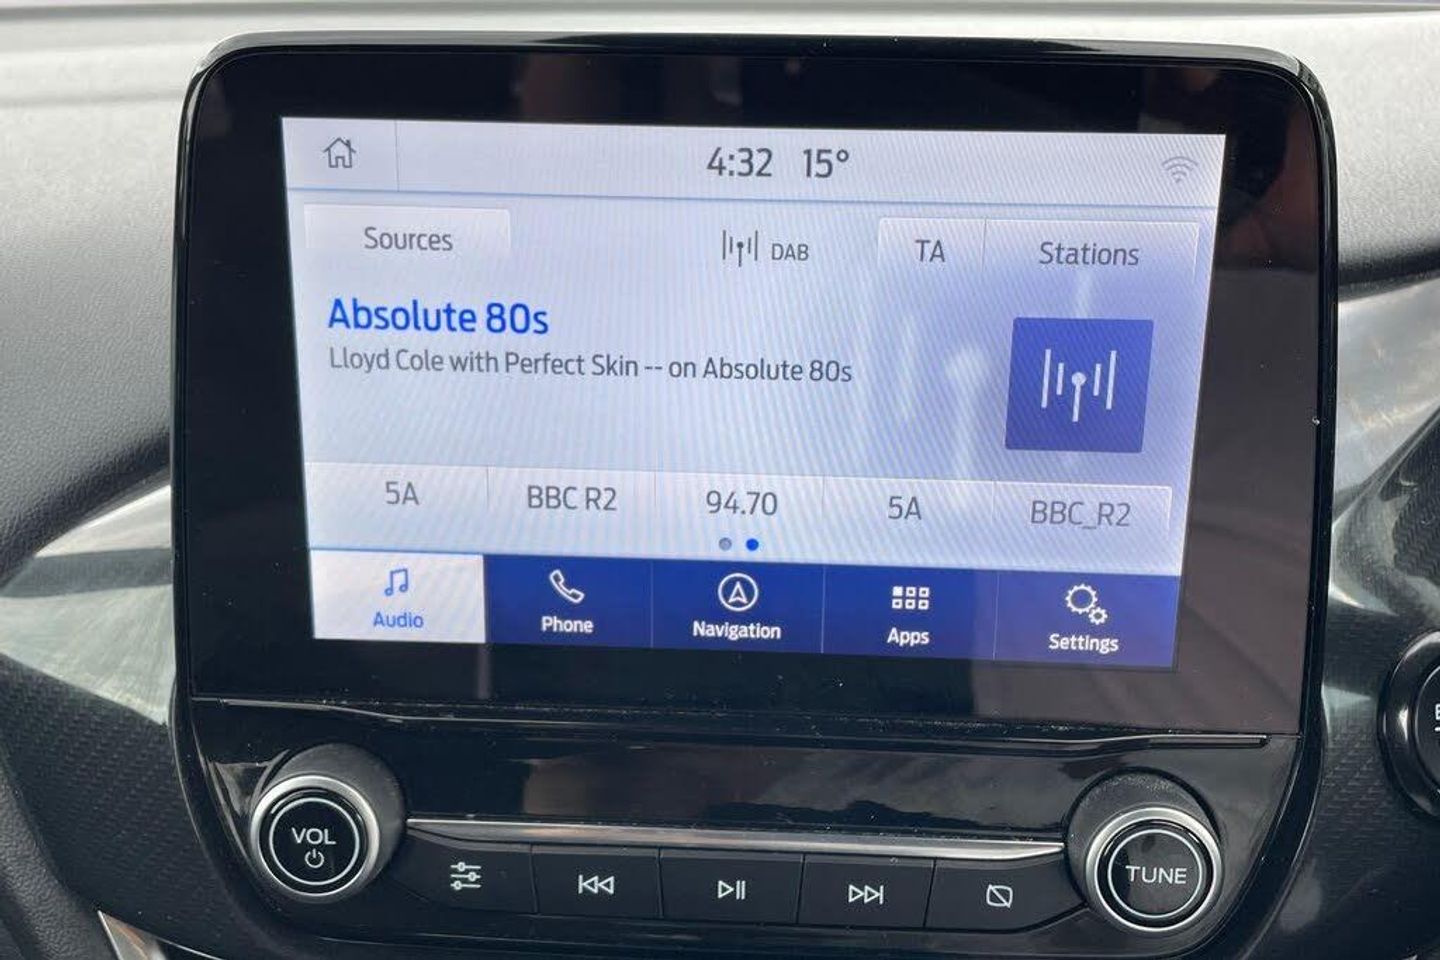 4:32 15°
Sources DAB TA Stations
Absolute 80s
Lloyd Cole with Perfect Skin -- on Absolute 80s
5A BBC R2 94.70 5A BBC_R2
Audio Phone Navigation Apps Settings
VOL TUNE